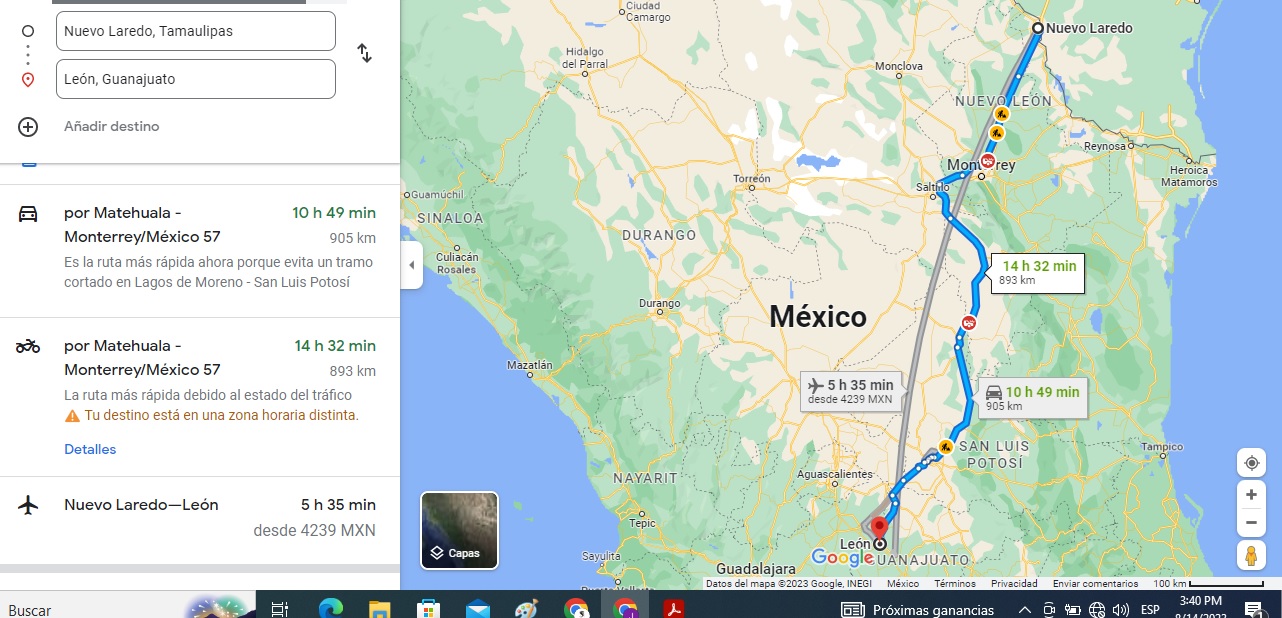 Nuevo Laredo, Tamaulipas
León, Guanajuato
Añadir destino
por Matehuala -
Monterrey/México 57
10 h 49 min
905 km
Es la ruta más rápida ahora porque evita un tramo
cortado en Lagos de Moreno - San Luis Potosí
por Matehuala -
Monterrey/México 57
14 h 32 min
893 km
La ruta más rápida debido al estado del tráfico
Tu destino está en una zona horaria distinta.
Detalles
Nuevo Laredo—León
5 h 35 min
desde 4239 MXN
Ciudad
Camargo
Nuevo Laredo
Hidalgo
del Parral
Monclova
NUEVO LEÓN
Reynosa
Heroica
Matamoros
Torreón
Saltillo
Guamúchil
SINALOA
DURANGO
Culiacán
Rosales
14 h 32 min
893 km
Durango
México
Mazatlán
5 h 35 min
desde 4239 MXN
10 h 49 min
905 km
SAN LUIS
POTOSÍ
Tampico
Aguascalientes
NAYARIT
Tepic
León
Google
GUANAJUATO
Sayulita
Guadalajara
Capas
Datos del mapa ©2023 Google, INEGI
México
Términos
Privacidad
Enviar comentarios
100 km
Buscar
Próximas ganancias
ESP
3:40 PM
8/14/2023